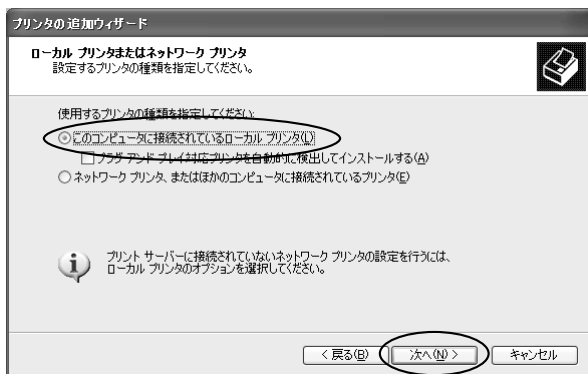 プリンタの追加ウィザード
ローカル プリンタまたはネットワーク プリンタ
設定するプリンタの種類を指定してください。
使用するプリンタの種類を指定してください:
このコンピュータに接続されているローカル プリンタ(L)
プラグ アンド プレイ対応プリンタを自動的に検出してインストールする(A)
ネットワーク プリンタ、またはほかのコンピュータに接続されているプリンタ(E)
プリント サーバーに接続されていないネットワーク プリンタの設定を行うには、
ローカル プリンタのオプションを選択してください。
< 戻る(B) 次へ(N) > キャンセル